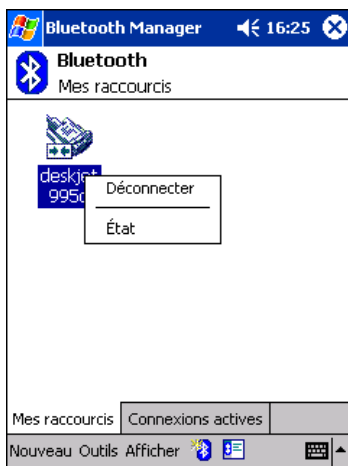 Bluetooth Manager 16:25
Bluetooth
Mes raccourcis
deskjet
995c
Déconnecter
État
Mes raccourcis Connexions actives
Nouveau Outils Afficher